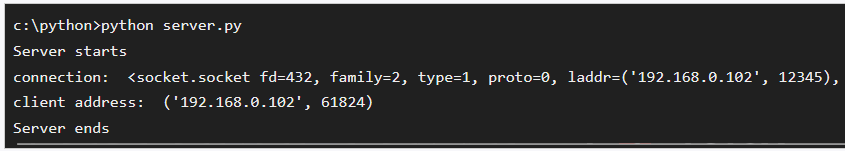 c:\python>python server.py
Server starts
connection:  <socket.socket fd=432, family=2, type=1, proto=0, laddr=('192.168.0.102', 12345),
client address:  ('192.168.0.102', 61824)
Server ends